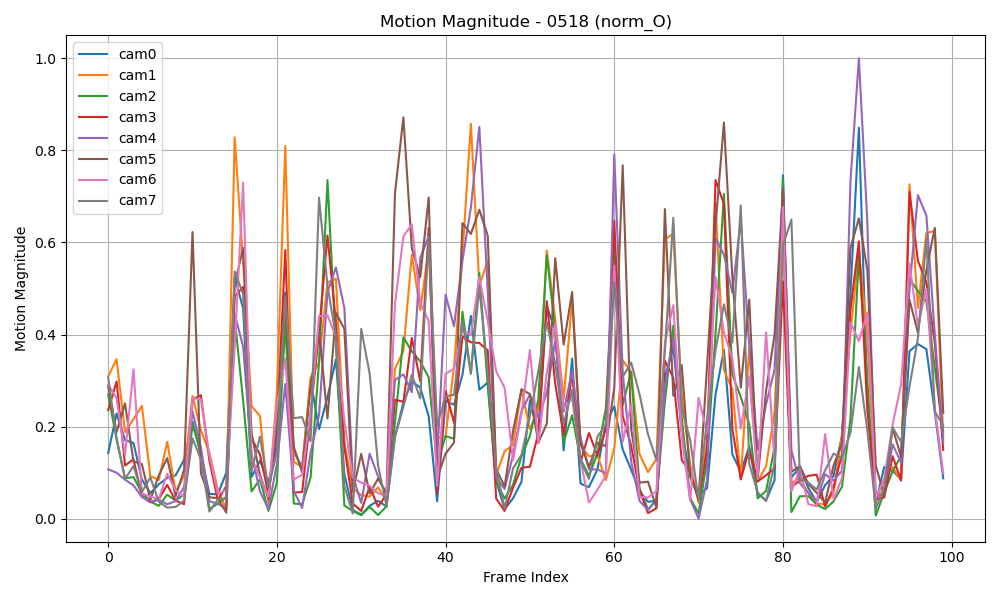 Motion Magnitude - 0518 (norm_O)
Motion Magnitude
1.0
0.8
0.6
0.4
0.2
0.0
cam0
cam1
cam2
cam3
cam4
cam5
cam6
cam7
0
20
40
60
80
100
Frame Index